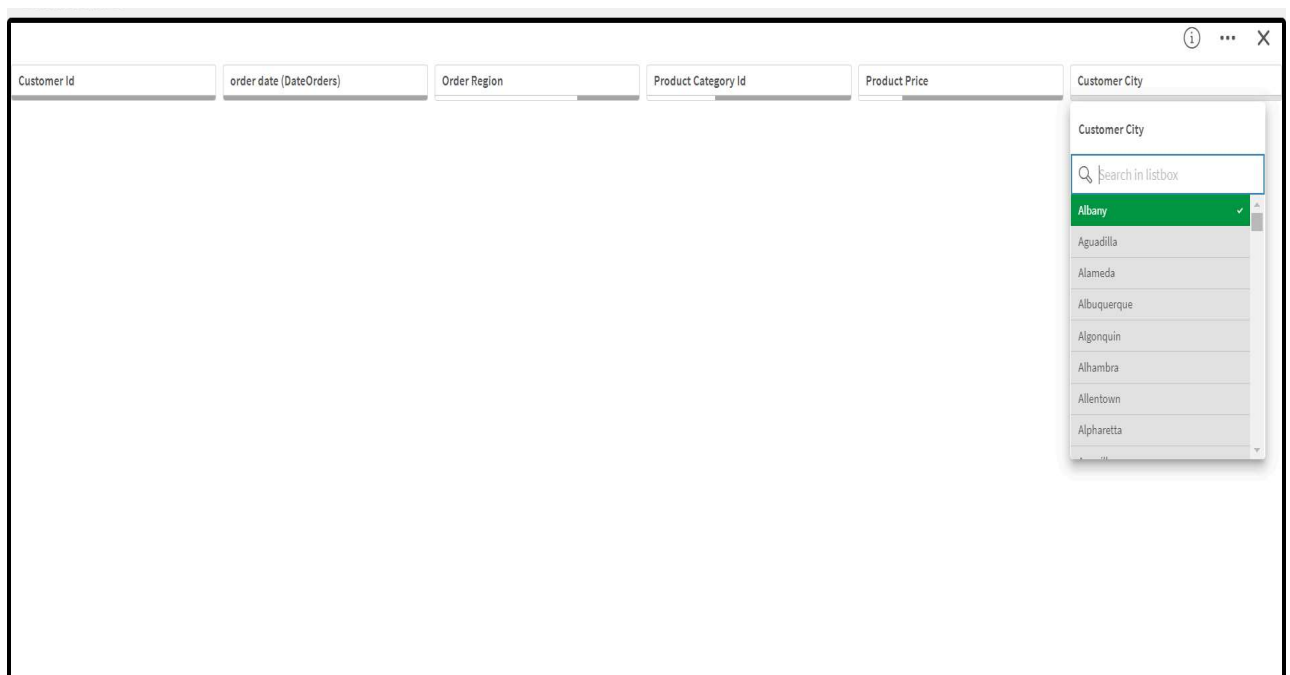 Customer Id
order date (DateOrders)
Order Region
Product Category Id
Product Price
Customer City
Customer City
Search in listbox
Albany
Aguadilla
Alameda
Albuquerque
Algonquin
Alhambra
Allentown
Alpharetta